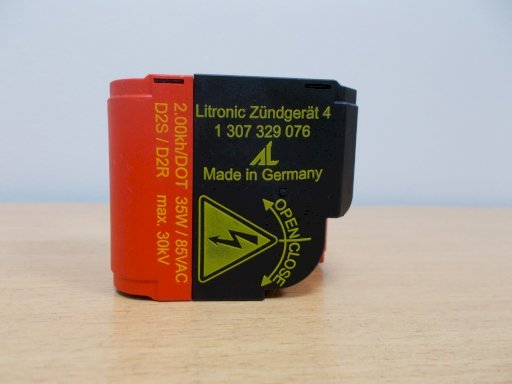 Litronic Zündgerät 4
1 307 329 076
AL
Made in Germany
OPEN
CLOSE
2.00kh/DOT 35W / 85VAC
D2S / D2R max. 30kV